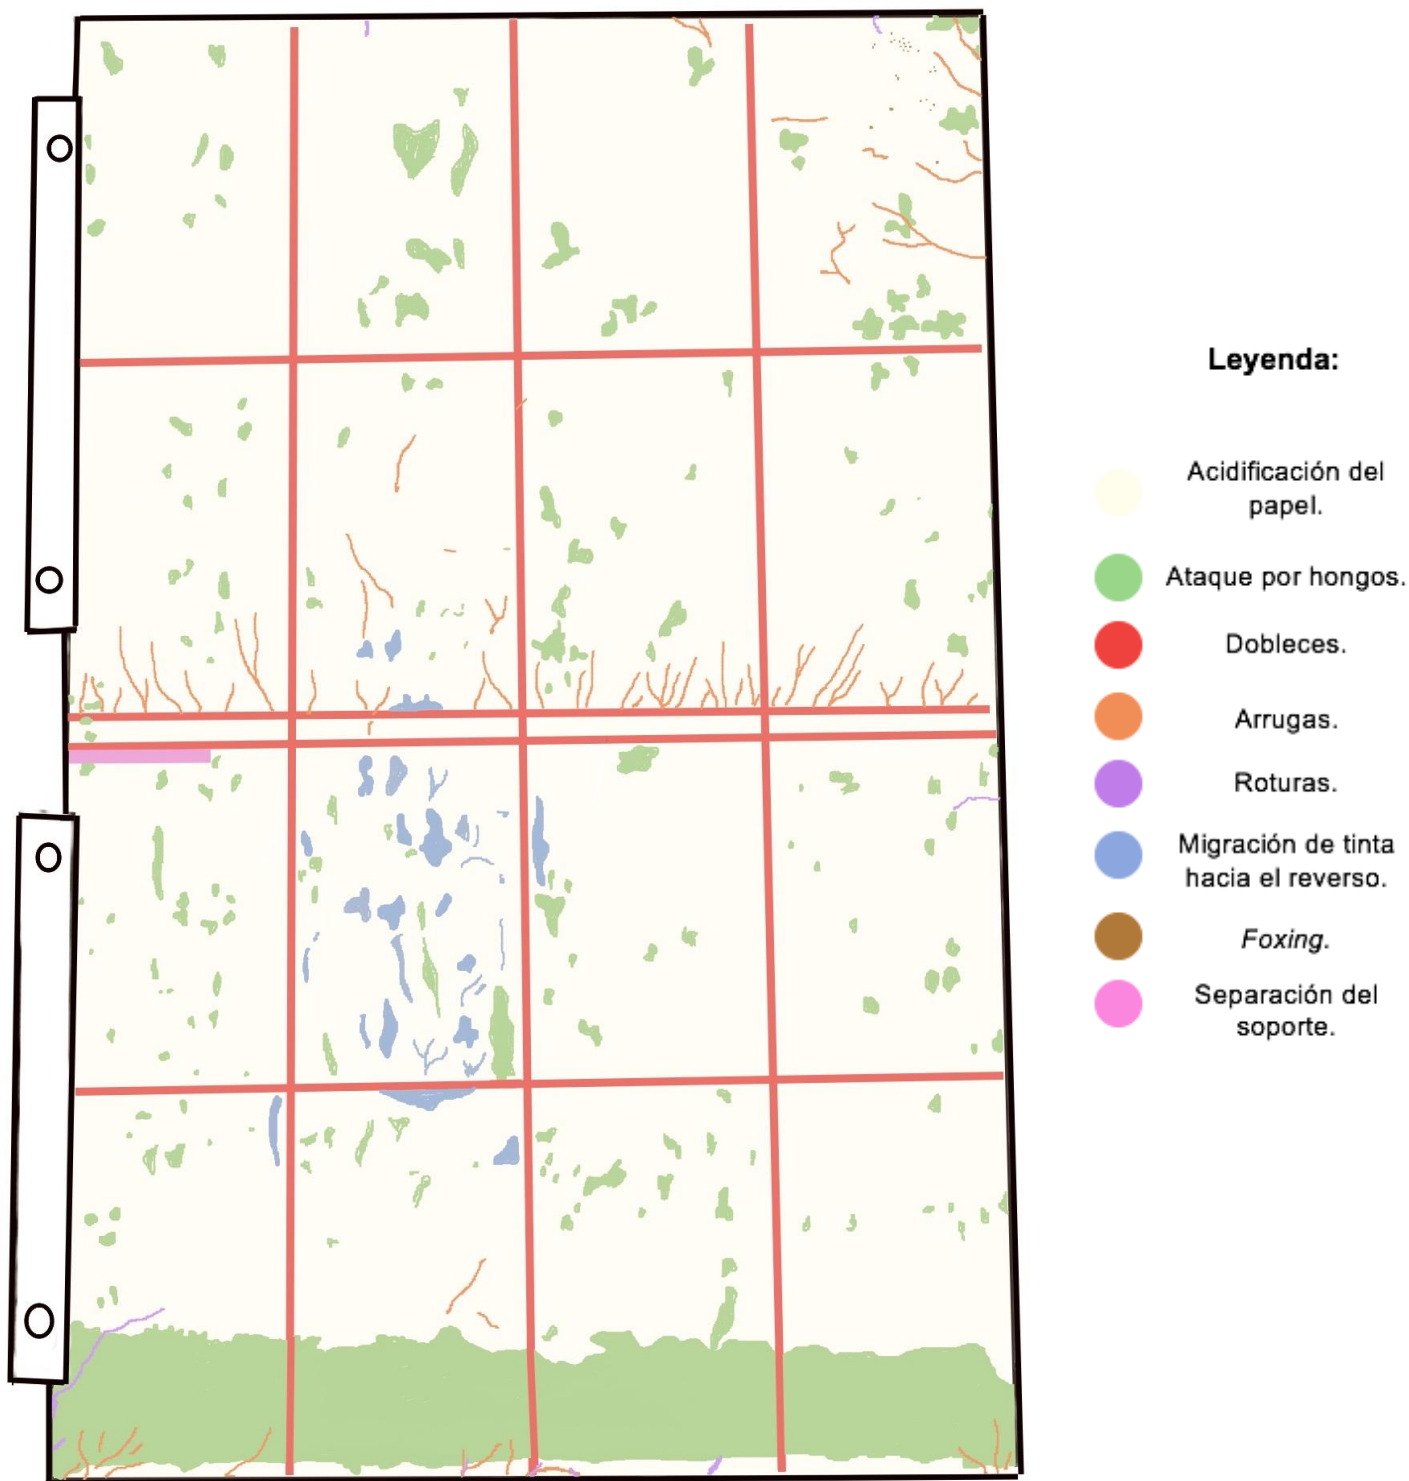 Leyenda:
Acidificación del
papel.
Ataque por hongos.
Dobleces.
Arrugas.
Roturas.
Migración de tinta
hacia el reverso.
Foxing.
Separación del
soporte.